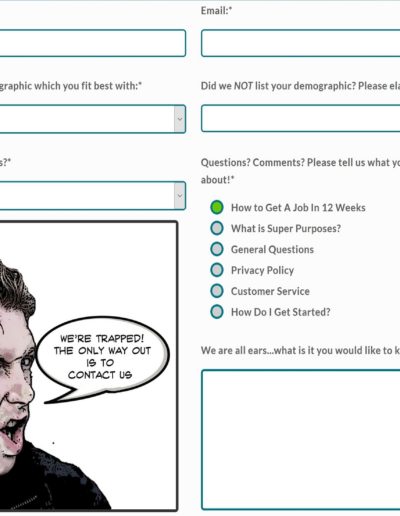 Email:*
graphic which you fit best with:*
Did we NOT list your demographic? Please ela
s?*
Questions? Comments? Please tell us what yo
about!*
How to Get A Job In 12 Weeks
What is Super Purposes?
General Questions
Privacy Policy
Customer Service
How Do I Get Started?
WE'RE TRAPPED!
THE ONLY WAY OUT
IS TO
CONTACT US
We are all ears...what is it you would like to k